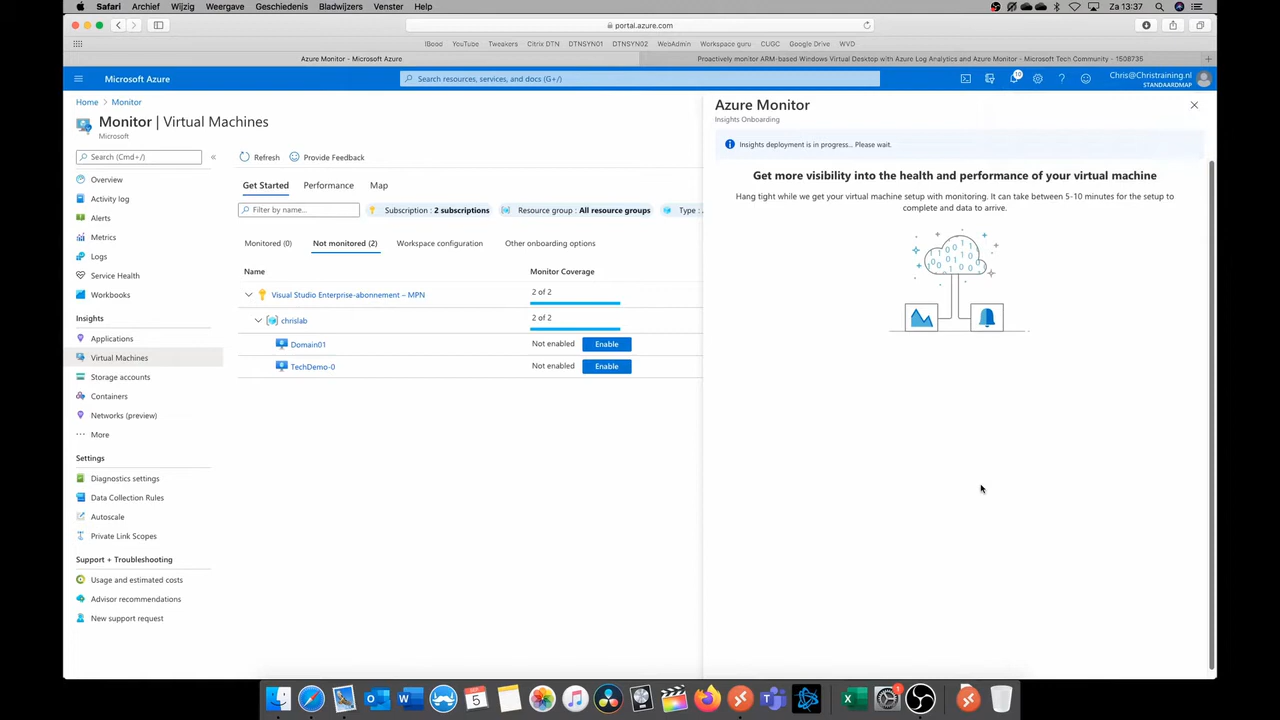 Safari Archief Wijzig Weergave Geschiedenis Bladwijzers Venster Help Za 13:37
portal.azure.com
IBood YouTube Tweakers Citrix DTN DTNSYN01 DTNSYN02 WebAdmin Workspace guru CUGC Google Drive WVD
Azure Monitor - Microsoft Azure Proactively monitor ARM-based Windows Virtual Desktop with Azure Log Analytics and Azure Monitor - Microsoft Tech Community - 1508735
Microsoft Azure Search resources, services, and docs (G+/) 10 Chris@Christraining.nl
STANDAARDMAP
Home > Monitor
Monitor | Virtual Machines
Microsoft
Search (Cmd+/) «
Overview
Activity log
Alerts
Metrics
Logs
Service Health
Workbooks
Insights
Applications
Virtual Machines
Storage accounts
Containers
Networks (preview)
More
Settings
Diagnostics settings
Data Collection Rules
Autoscale
Private Link Scopes
Support + Troubleshooting
Usage and estimated costs
Advisor recommendations
New support request
Refresh Provide Feedback
Get Started Performance Map
Filter by name... Subscription : 2 subscriptions Resource group : All resource groups Type :
Monitored (0) Not monitored (2) Workspace configuration Other onboarding options
Name Monitor Coverage
Visual Studio Enterprise-abonnement – MPN 2 of 2
chrislab 2 of 2
Domain01 Not enabled Enable
TechDemo-0 Not enabled Enable
Azure Monitor
Insights Onboarding
Insights deployment is in progress... Please wait.
Get more visibility into the health and performance of your virtual machine
Hang tight while we get your virtual machine setup with monitoring. It can take between 5-10 minutes for the setup to
complete and data to arrive.
5
1